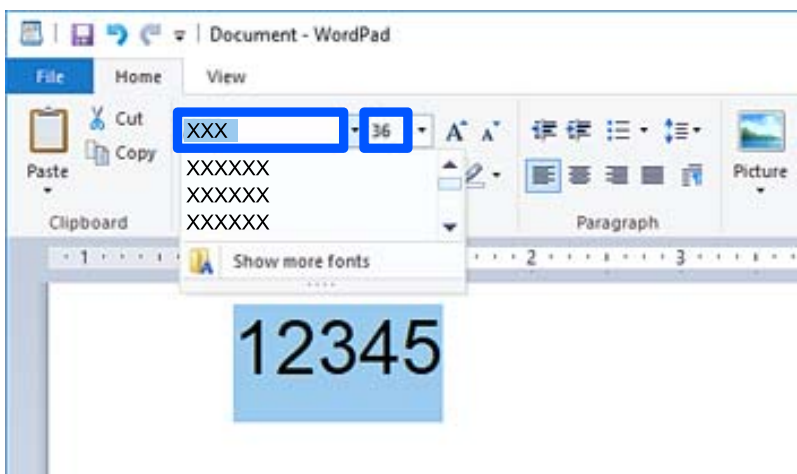 Document - WordPad
File Home View
Cut
Copy
Paste
Clipboard
XXX
36
A A
XXXXXX
XXXXXX
XXXXXX
Show more fonts
Paragraph
Picture
1 2 3
12345